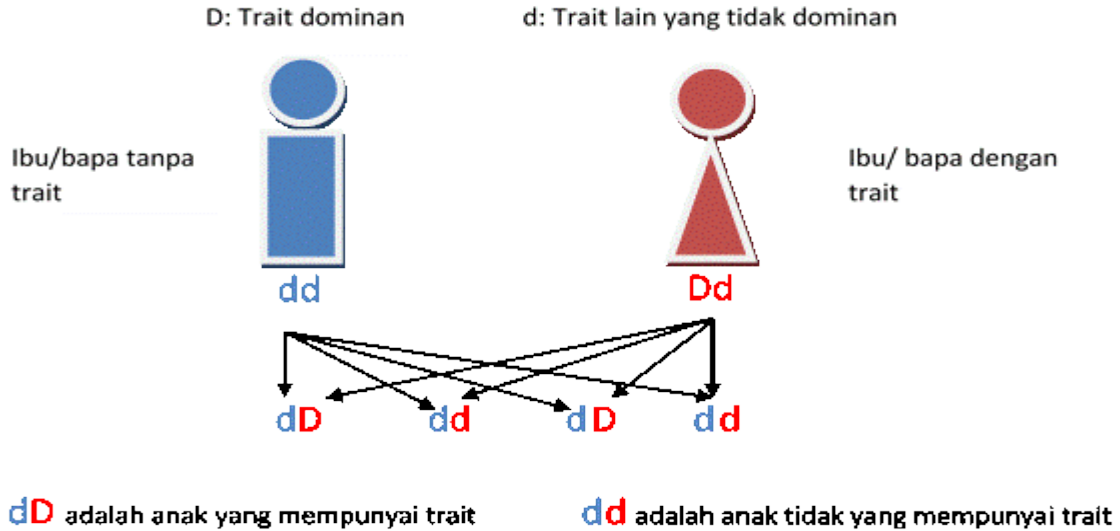 D: Trait dominan
d: Trait lain yang tidak dominan
Ibu/bapa tanpa
trait
Ibu/ bapa dengan
trait
dd
Dd
dD
dd
dD
dd
dD adalah anak yang mempunyai trait
dd adalah anak tidak yang mempunyai trait